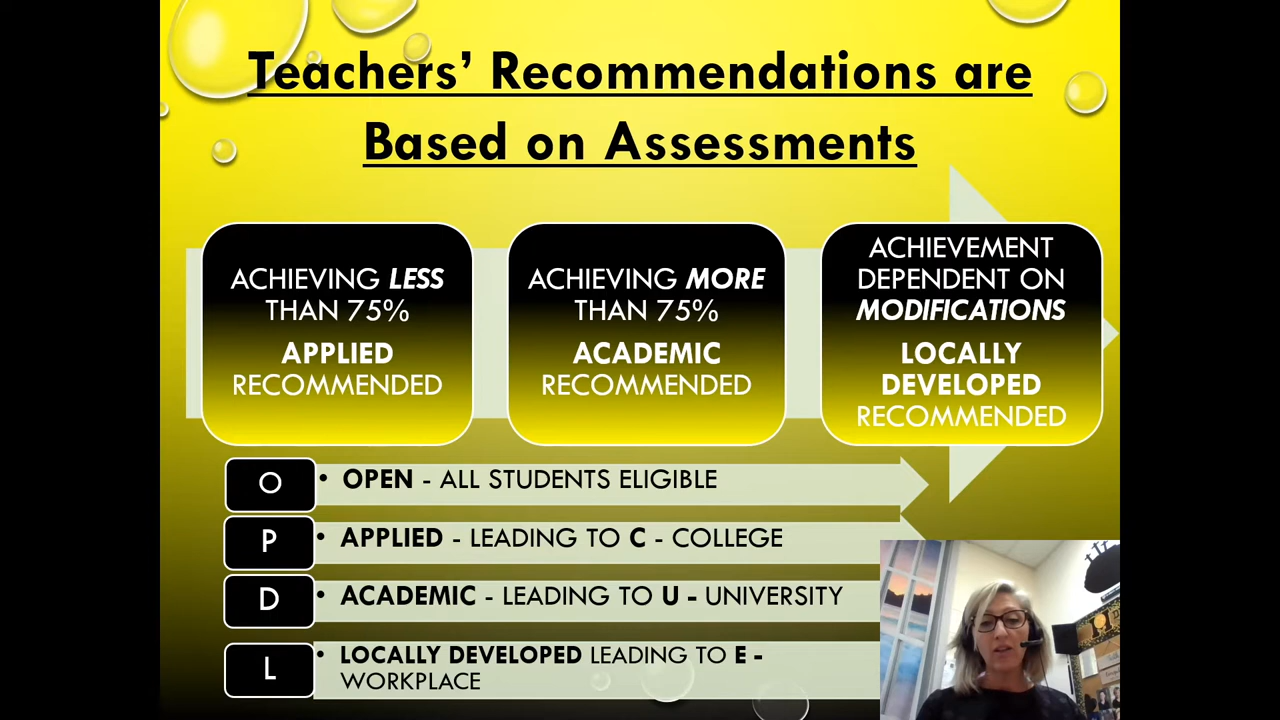 Teachers’ Recommendations are
Based on Assessments
ACHIEVING LESS
THAN 75%
APPLIED
RECOMMENDED
ACHIEVING MORE
THAN 75%
ACADEMIC
RECOMMENDED
ACHIEVEMENT
DEPENDENT ON
MODIFICATIONS
LOCALLY
DEVELOPED
RECOMMENDED
O • OPEN - ALL STUDENTS ELIGIBLE
P • APPLIED - LEADING TO C - COLLEGE
D • ACADEMIC - LEADING TO U - UNIVERSITY
L • LOCALLY DEVELOPED LEADING TO E -
WORKPLACE